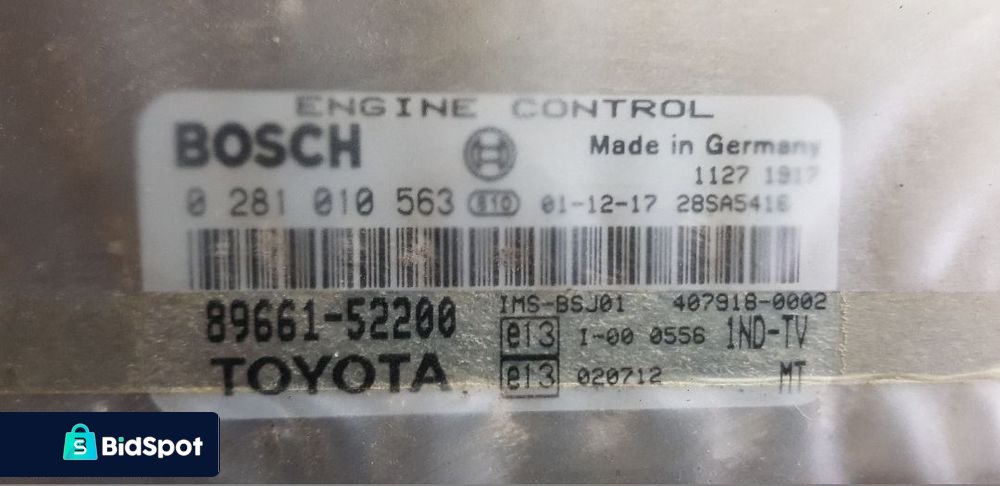 ENGINE CONTROL
BOSCH
Made in Germany
1127 1917
0 281 010 563 610 01-12-17 28SA5416
89661-52200
IMS-BSJ01 407918-0002
e13 I-00 0556 1ND-TV
TOYOTA
e13 020712 MT
S BidSpot